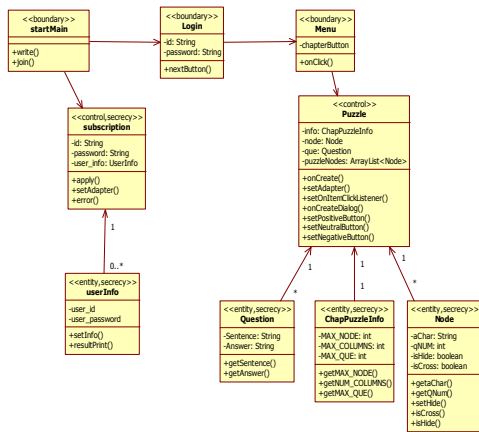 <<boundary>>
startMain
+write()
+join()
<<boundary>>
Login
-id: String
-password: String
+nextButton()
<<boundary>>
Menu
-chapterButton
+onClick()
<<control,secrecy>>
subscription
-id: String
-password: String
-user_info: UserInfo
+apply()
+setAdapter()
+error()
<<control>>
Puzzle
-info: ChapPuzzleInfo
-node: Node
-que: Question
-puzzleNodes: ArrayList<Node>
+onCreate()
+setAdapter()
+setOnItemClickListener()
+onCreateDialog()
+setPositiveButton()
+setNeutralButton()
+setNegativeButton()
1
0..*
<<entity,secrecy>>
userInfo
-user_id
-user_password
+setInfo()
+resultPrint()
1
*
1
1
1
*
<<entity,secrecy>>
Question
-Sentence: String
-Answer: String
+getSentence()
+getAnswer()
<<entity,secrecy>>
ChapPuzzleInfo
-MAX_NODE: int
-MAX_COLUMNS: int
-MAX_QUE: int
+getMAX_NODE()
+getNUM_COLUMNS()
+getMAX_QUE()
<<entity,secrecy>>
Node
-aChar: String
-qNUM: int
-isHide: boolean
-isCross: boolean
+getaChar()
+getQNum()
+setHide()
+isCross()
+isHide()